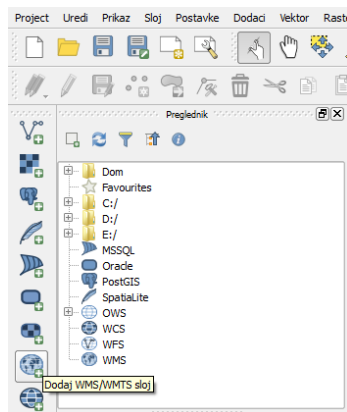 Project Uredi Prikaz Sloj Postavke Dodaci Vektor Rast
Preglednik
Dom
Favourites
C:/
D:/
E:/
MSSQL
Oracle
PostGIS
SpatiaLite
OWS
WCS
WFS
WMS
Dodaj WMS/WMTS sloj